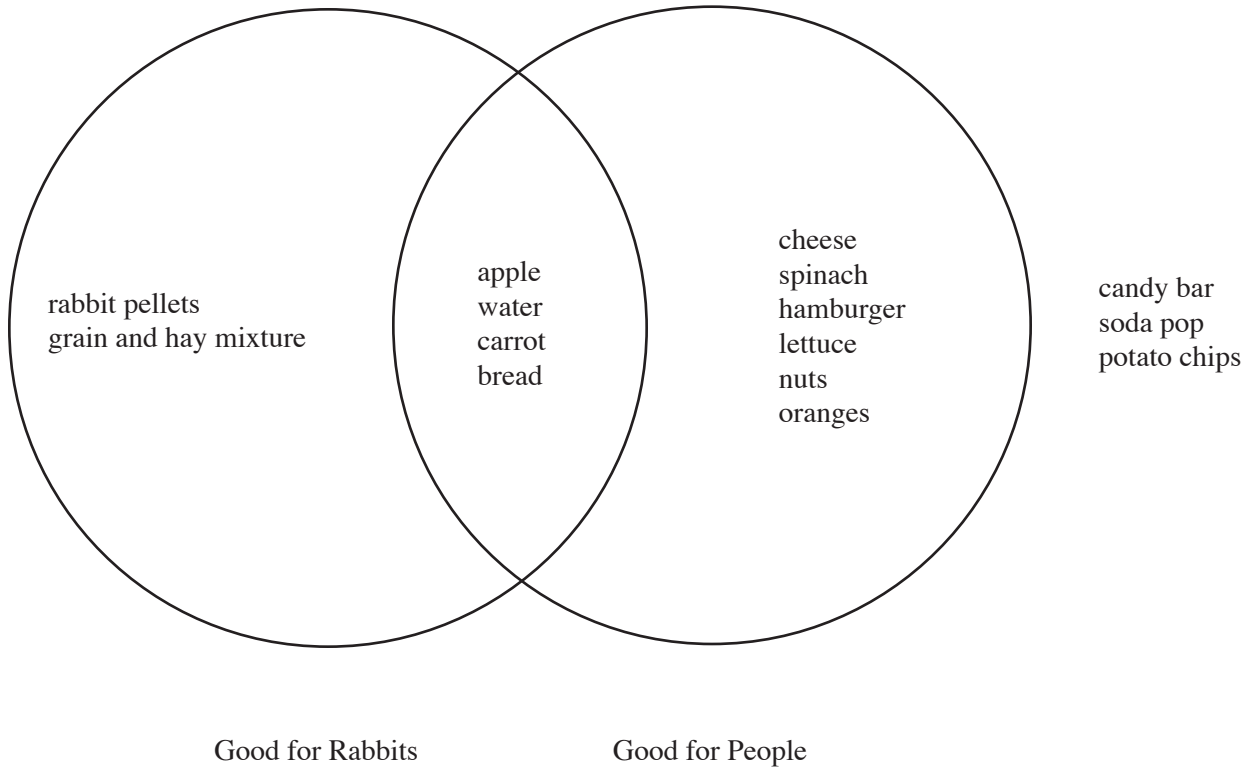 rabbit pellets
grain and hay mixture
apple
water
carrot
bread
cheese
spinach
hamburger
lettuce
nuts
oranges
candy bar
soda pop
potato chips
Good for Rabbits
Good for People